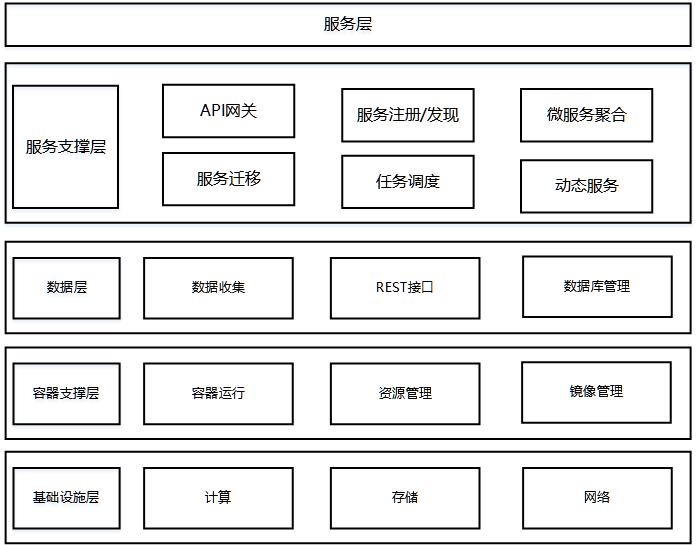 服务层
服务支撑层
API网关
服务注册/发现
微服务聚合
服务迁移
任务调度
动态服务
数据层
数据收集
REST接口
数据库管理
容器支撑层
容器运行
资源管理
镜像管理
基础设施层
计算
存储
网络